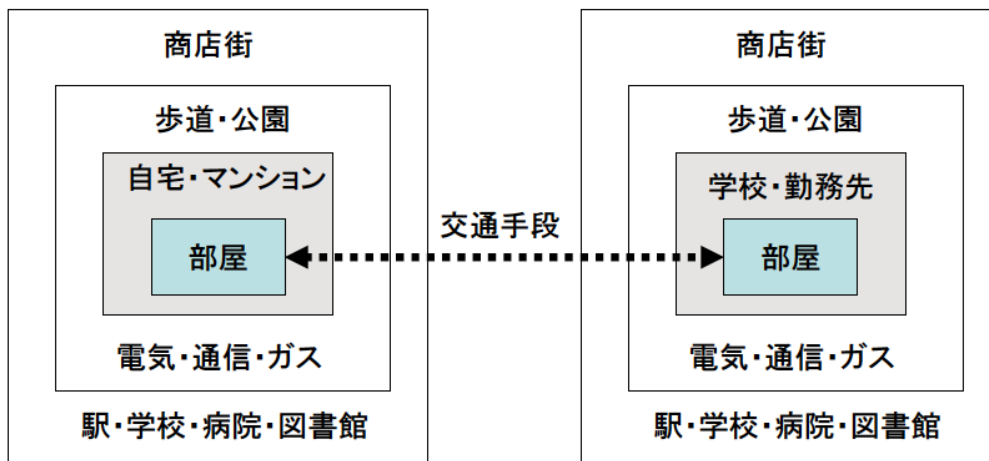 商店街
歩道・公園
自宅・マンション
部屋
電気・通信・ガス
駅・学校・病院・図書館
交通手段
商店街
歩道・公園
学校・勤務先
部屋
電気・通信・ガス
駅・学校・病院・図書館